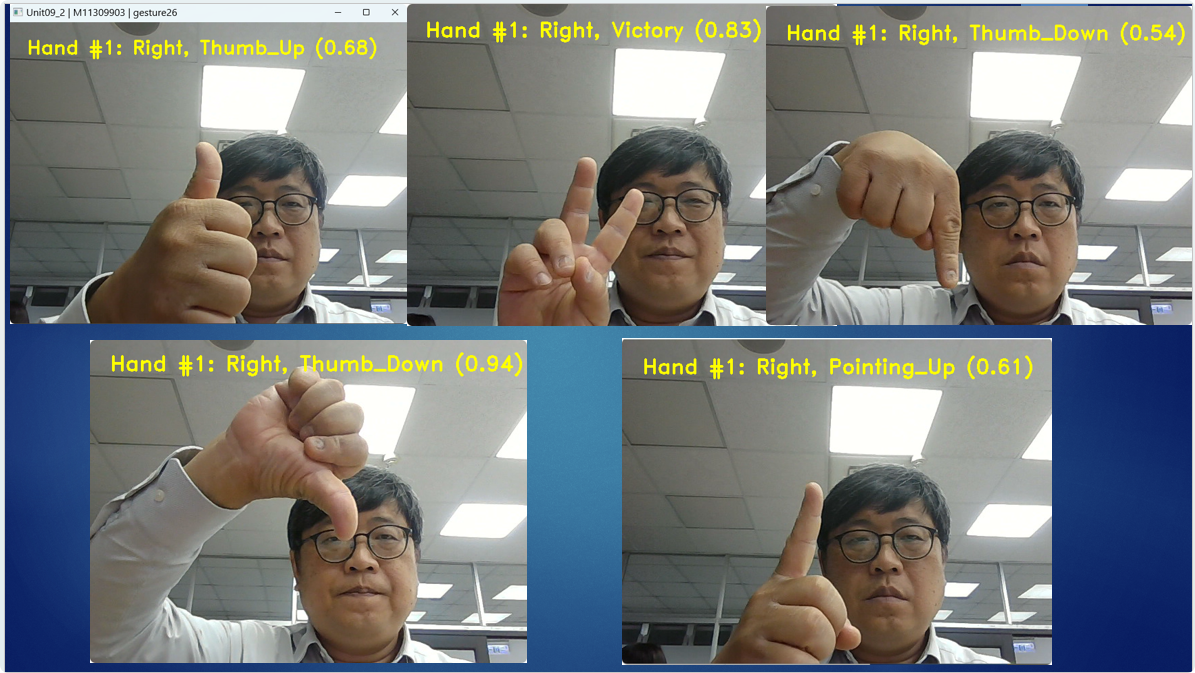 Unit09_2 | M11309903 | gesture26
Hand #1: Right, Thumb_Up (0.68)
Hand #1: Right, Victory (0.83)
Hand #1: Right, Thumb_Down (0.54)
Hand #1: Right, Thumb_Down (0.94)
Hand #1: Right, Pointing_Up (0.61)